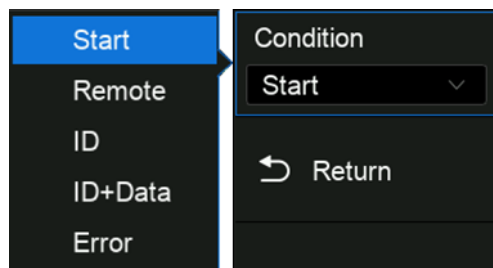 Start
Remote
ID
ID+Data
Error
Condition
Start
Return